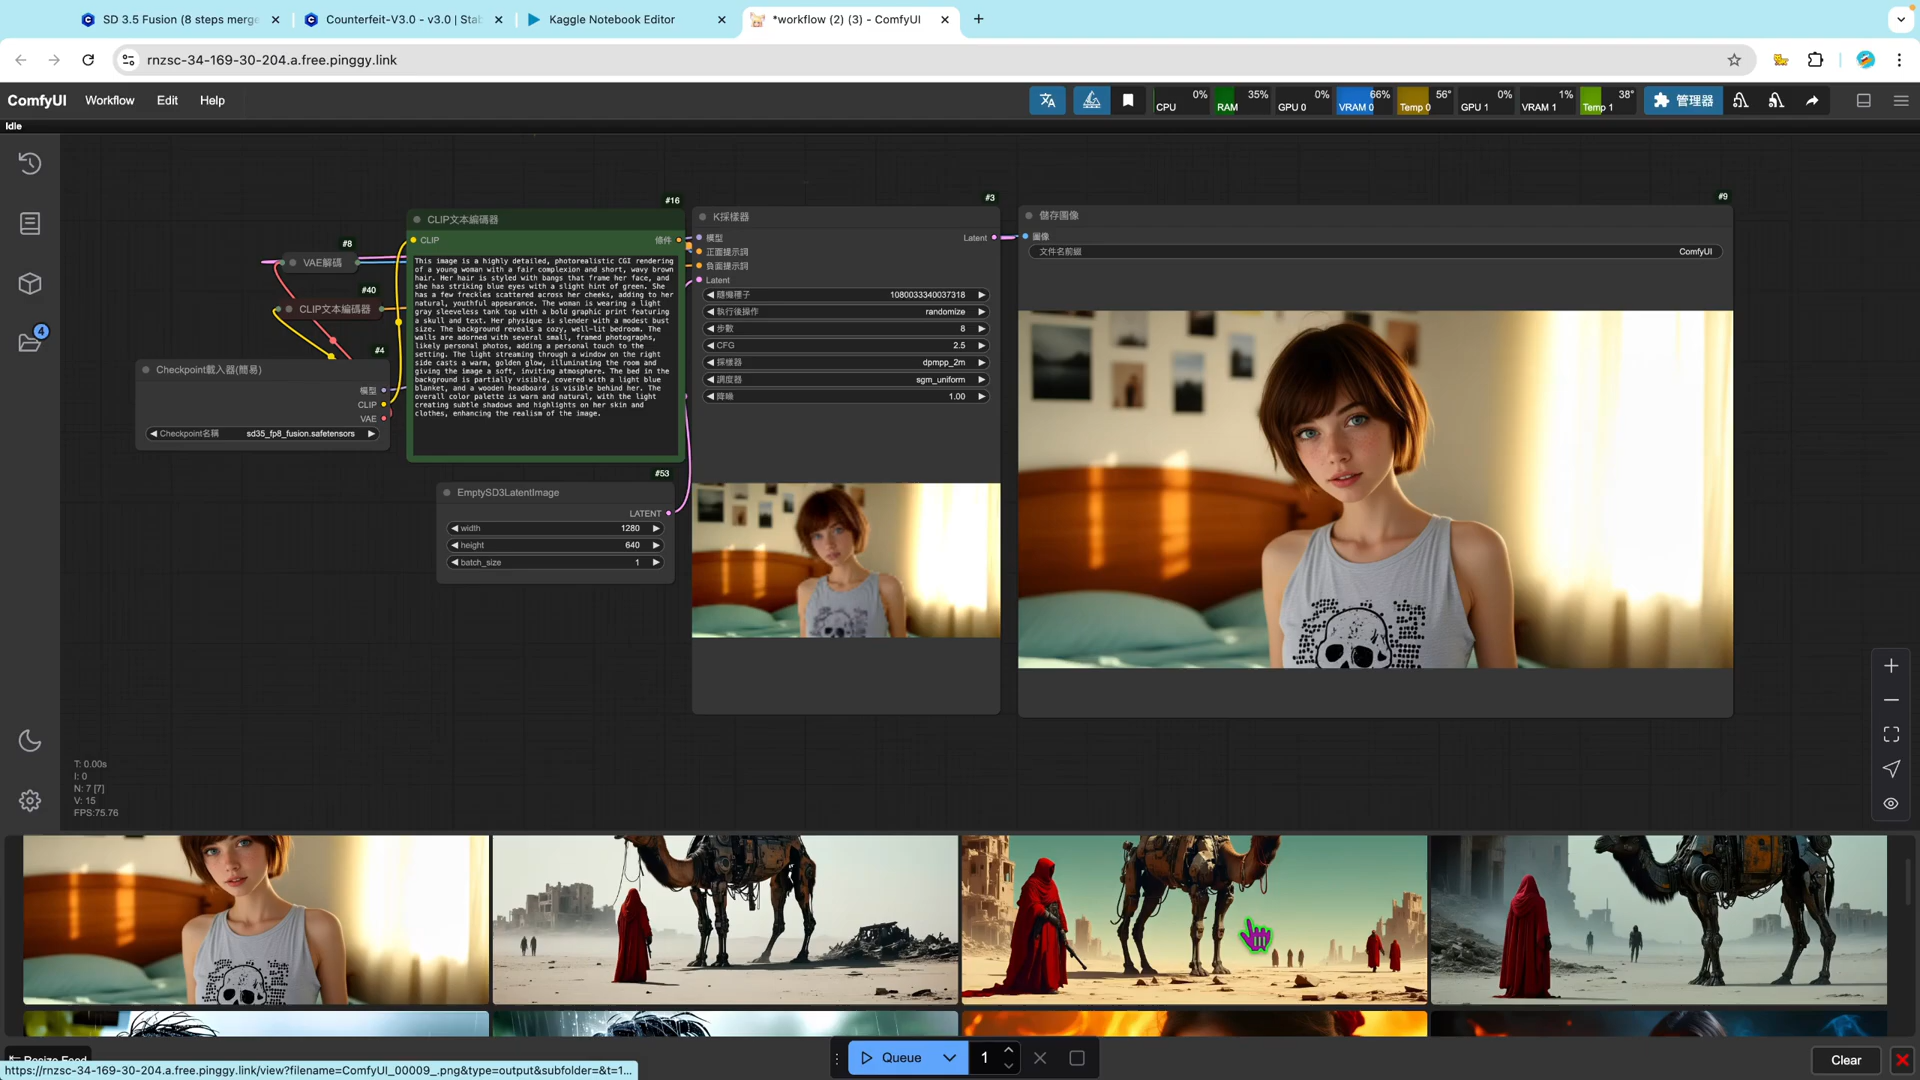 SD 3.5 Fusion (8 steps merge
Counterfeit-V3.0 - v3.0 | Stab
Kaggle Notebook Editor
*workflow (2) (3) - ComfyUI
rnzsc-34-169-30-204.a.free.pinggy.link
ComfyUI
Workflow
Edit
Help
CPU 0%
RAM 35%
GPU 0 0%
VRAM 0 66%
Temp 0 56°
GPU 1 0%
VRAM 1 1%
Temp 1 38°
管理器
Idle
4
#8
VAE解碼
#40
CLIP文本編碼器
#4
Checkpoint載入器(簡易)
模型
CLIP
VAE
Checkpoint名稱 sd35_fp8_fusion.safetensors
#16
CLIP文本編碼器
CLIP 條件
This image is a highly detailed, photorealistic CGI rendering
of a young woman with a fair complexion and short, wavy brown
hair. Her hair is styled with bangs that frame her face, and
she has striking blue eyes with a slight hint of green. She
has a few freckles scattered across her cheeks, adding to her
natural, youthful appearance. The woman is wearing a light
gray sleeveless tank top with a bold graphic print featuring
a skull and text. Her physique is slender with a modest bust
size. The background reveals a cozy, well-lit bedroom. The
walls are adorned with several small, framed photographs,
likely personal photos, adding a personal touch to the
setting. The light streaming through a window on the right
side casts a warm, golden glow, illuminating the room and
giving the image a soft, inviting atmosphere. The bed in the
background is partially visible, covered with a light blue
blanket, and a wooden headboard is visible behind her. The
overall color palette is warm and natural, with the light
creating subtle shadows and highlights on her skin and
clothes, enhancing the realism of the image.
#53
EmptySD3LatentImage
LATENT
width 1280
height 640
batch_size 1
#3
K採樣器
模型 Latent
正面提示詞
負面提示詞
Latent
隨機種子 1080033340037318
執行後操作 randomize
步數 8
CFG 2.5
採樣器 dpmpp_2m
調度器 sgm_uniform
降噪 1.00
#9
儲存圖像
圖像
文件名前綴 ComfyUI
T: 0.00s
I: 0
N: 7 [7]
V: 15
FPS:75.76
Resize Feed
Queue
1
Clear
https://rnzsc-34-169-30-204.a.free.pinggy.link/view?filename=ComfyUI_00009_.png&type=output&subfolder=&t=1...